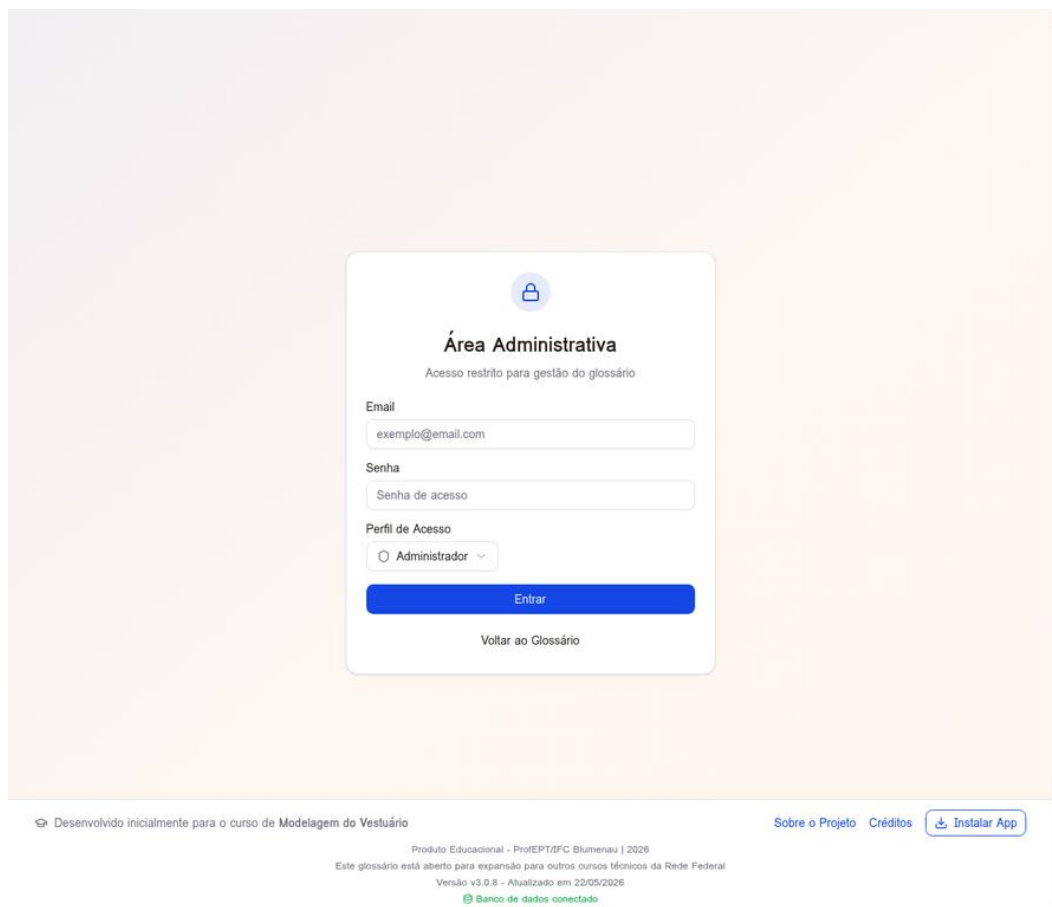 Área Administrativa
Acesso restrito para gestão do glossário
Email
exemplo@email.com
Senha
Senha de acesso
Perfil de Acesso
Administrador
Entrar
Voltar ao Glossário
Desenvolvido inicialmente para o curso de Modelagem do Vestuário
Sobre o Projeto Créditos Instalar App
Produto Educacional - ProfEPT/IFC Blumenau | 2026
Este glossário está aberto para expansão para outros cursos técnicos da Rede Federal
Versão v3.0.8 - Atualizado em 22/05/2026
Banco de dados conectado